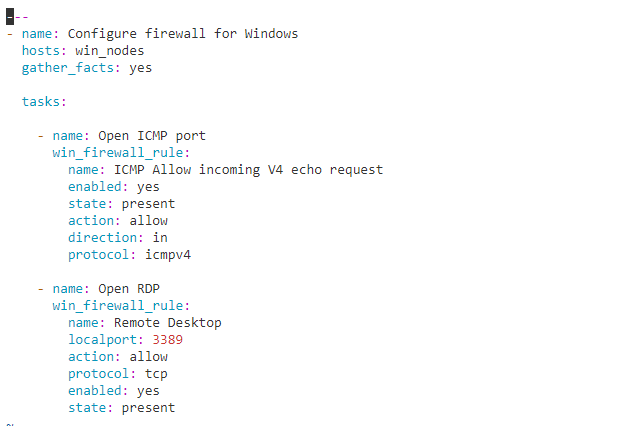 ---
- name: Configure firewall for Windows
  hosts: win_nodes
  gather_facts: yes

  tasks:

    - name: Open ICMP port
      win_firewall_rule:
        name: ICMP Allow incoming V4 echo request
        enabled: yes
        state: present
        action: allow
        direction: in
        protocol: icmpv4

    - name: Open RDP
      win_firewall_rule:
        name: Remote Desktop
        localport: 3389
        action: allow
        protocol: tcp
        enabled: yes
        state: present
~